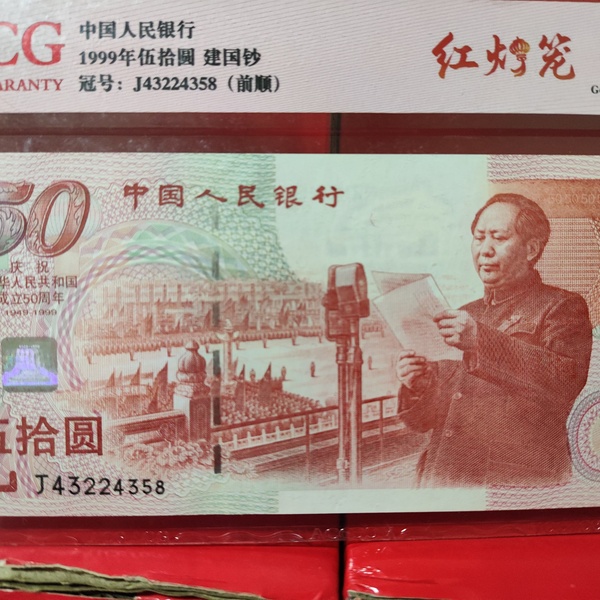 CG
ARANTY
中国人民银行
1999年伍拾圆 建国钞
冠号：J43224358（前顺）
红灯笼
G
50
中国人民银行
庆祝
华人民共和国
成立50周年
1949-1999
伍拾圆
J43224358